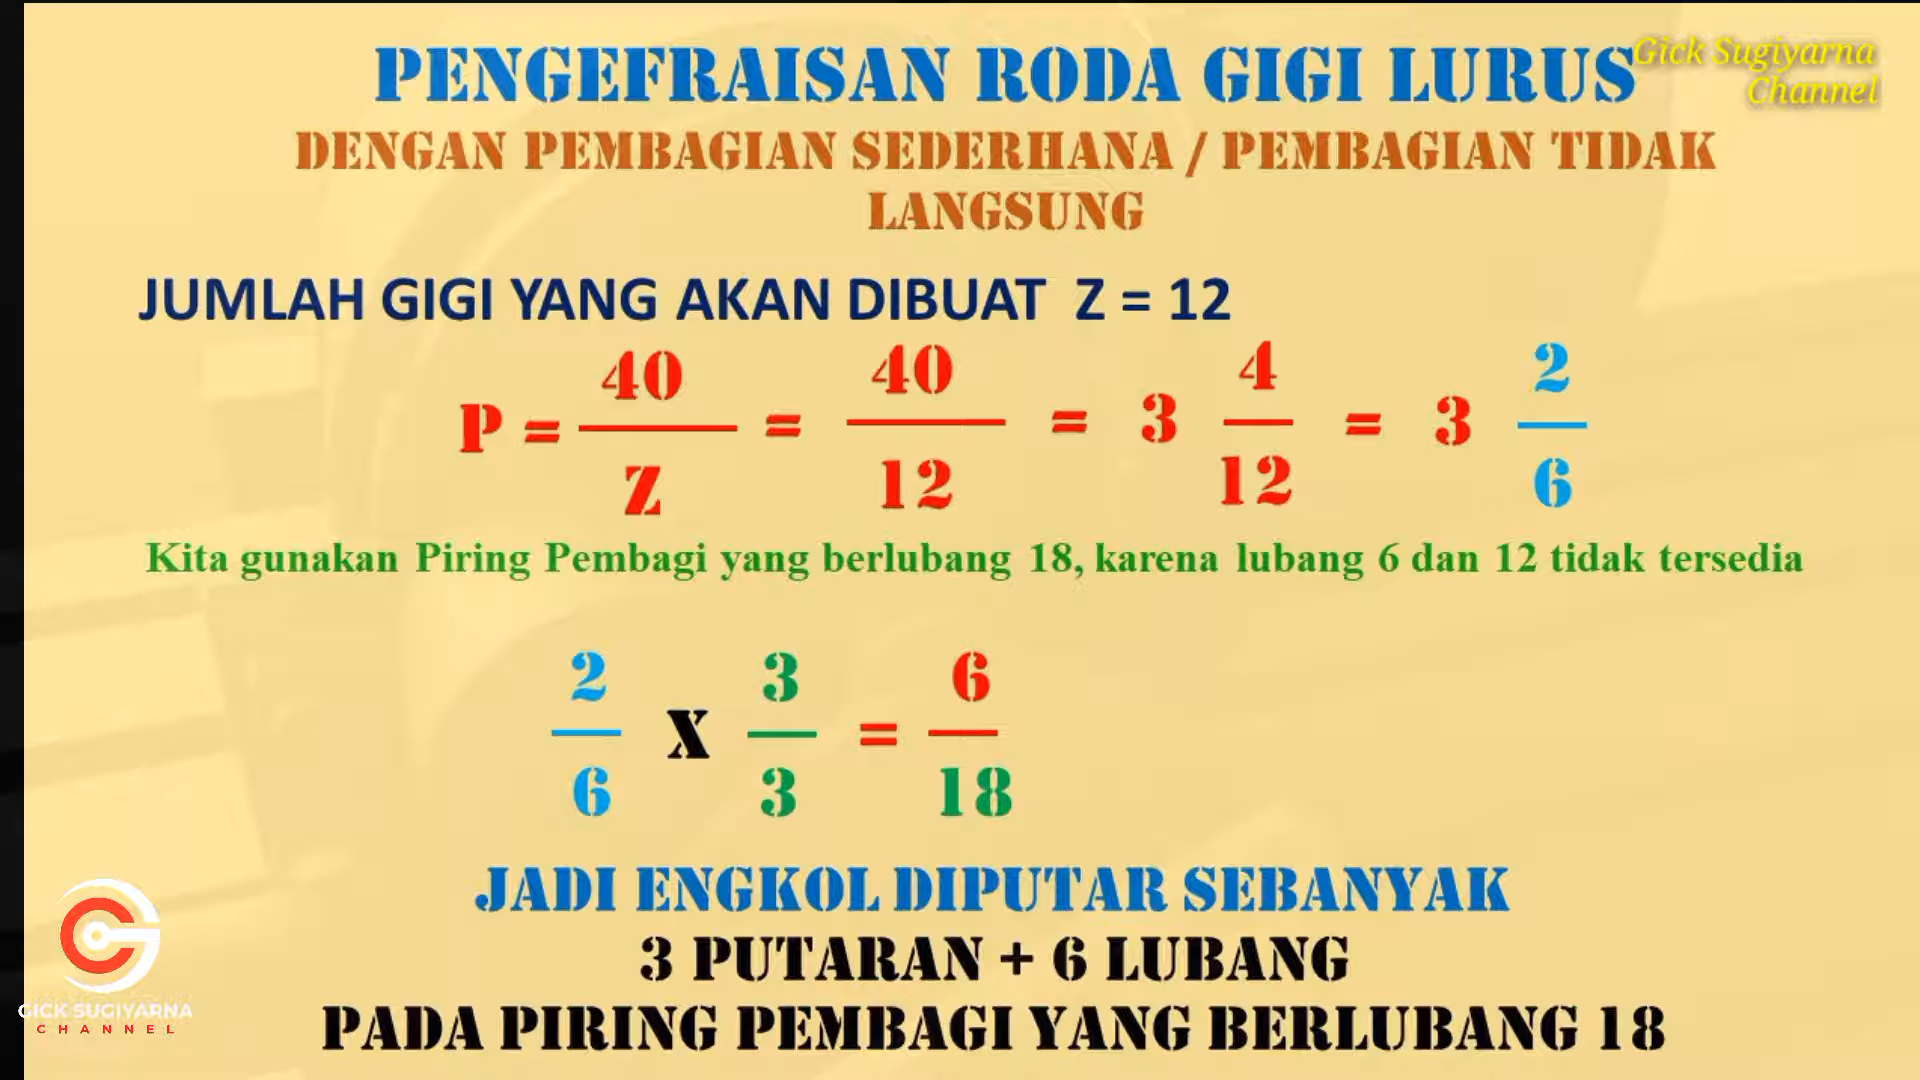 PENGEFRAISAN RODA GIGI LURUS
Gick Sugiyarna
Channel
DENGAN PEMBAGIAN SEDERHANA / PEMBAGIAN TIDAK
LANGSUNG
JUMLAH GIGI YANG AKAN DIBUAT Z = 12
P = 40/Z = 40/12 = 3 4/12 = 3 2/6
Kita gunakan Piring Pembagi yang berlubang 18, karena lubang 6 dan 12 tidak tersedia
2/6 X 3/3 = 6/18
JADI ENGKOL DIPUTAR SEBANYAK
3 PUTARAN + 6 LUBANG
PADA PIRING PEMBAGI YANG BERLUBANG 18
GICK SUGIYARNA
CHANNEL